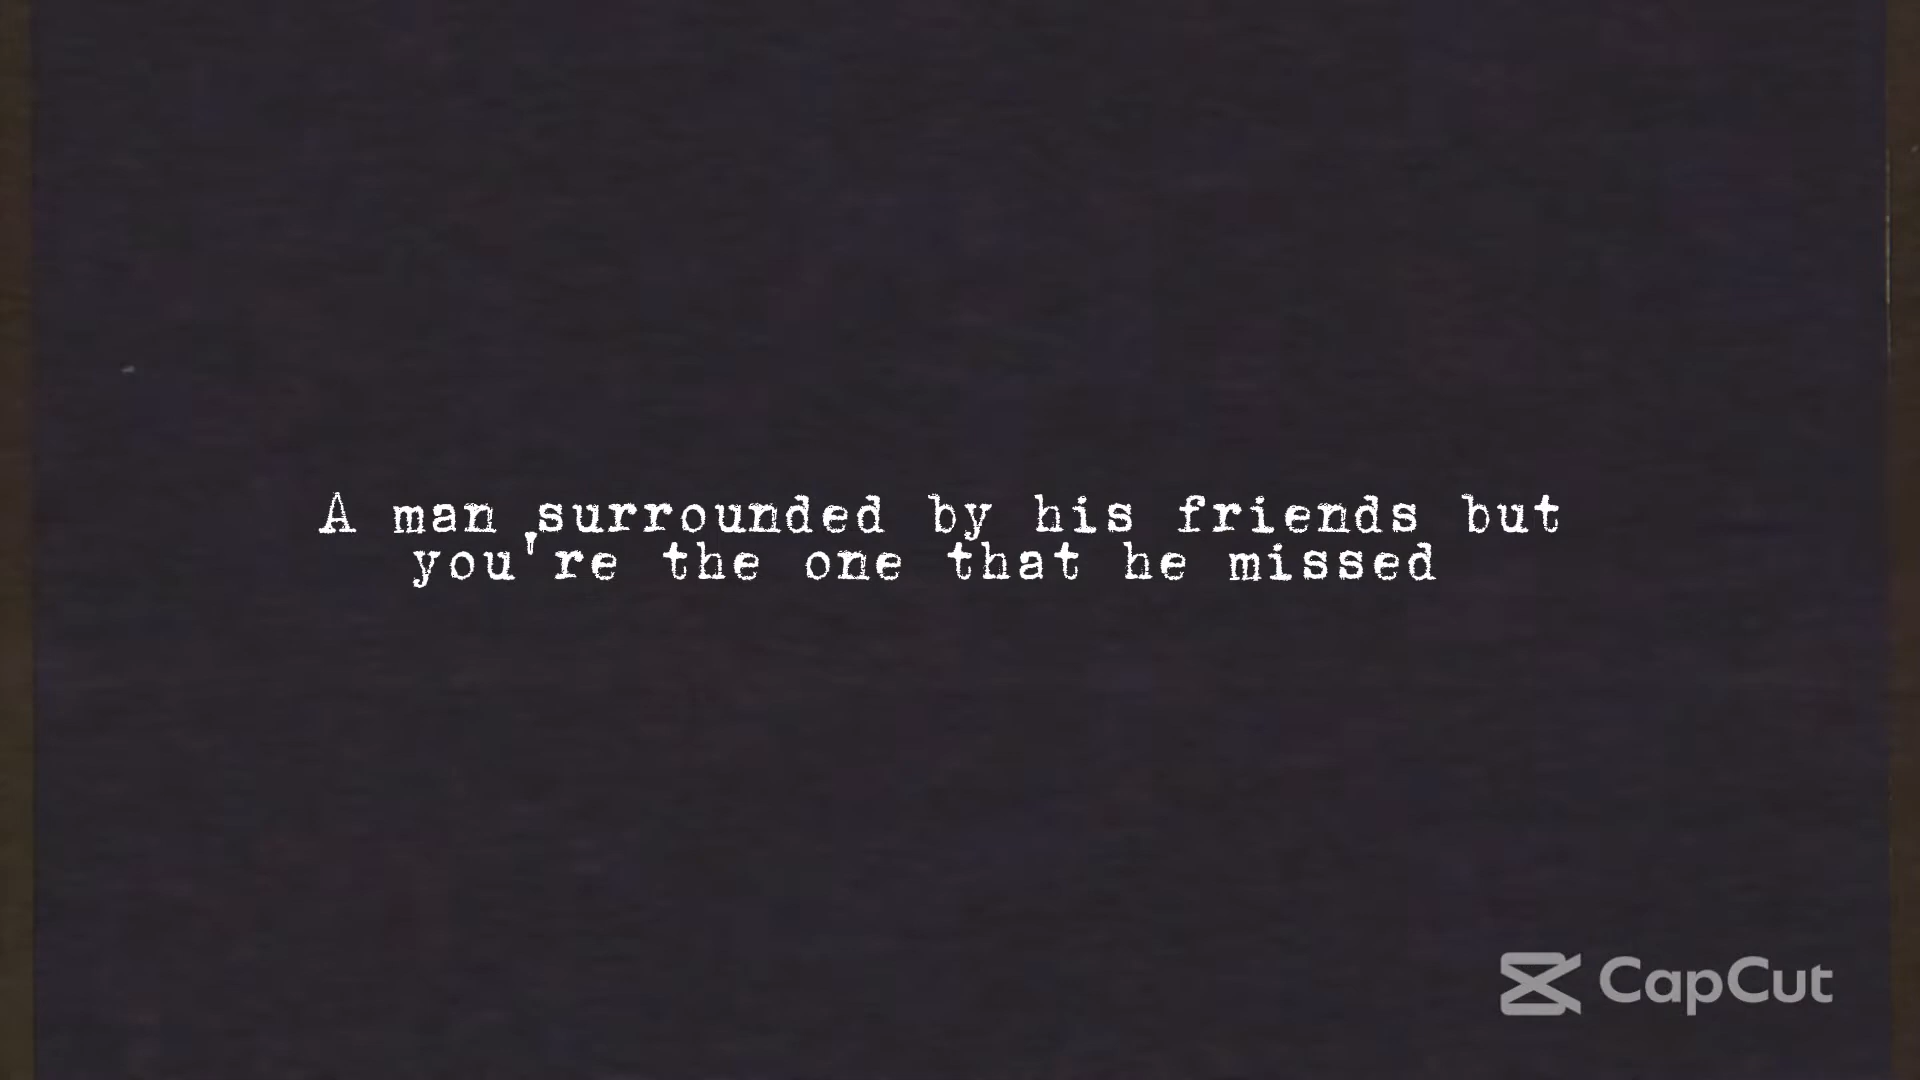 A man surrounded by his friends but
you're the one that he missed
CapCut